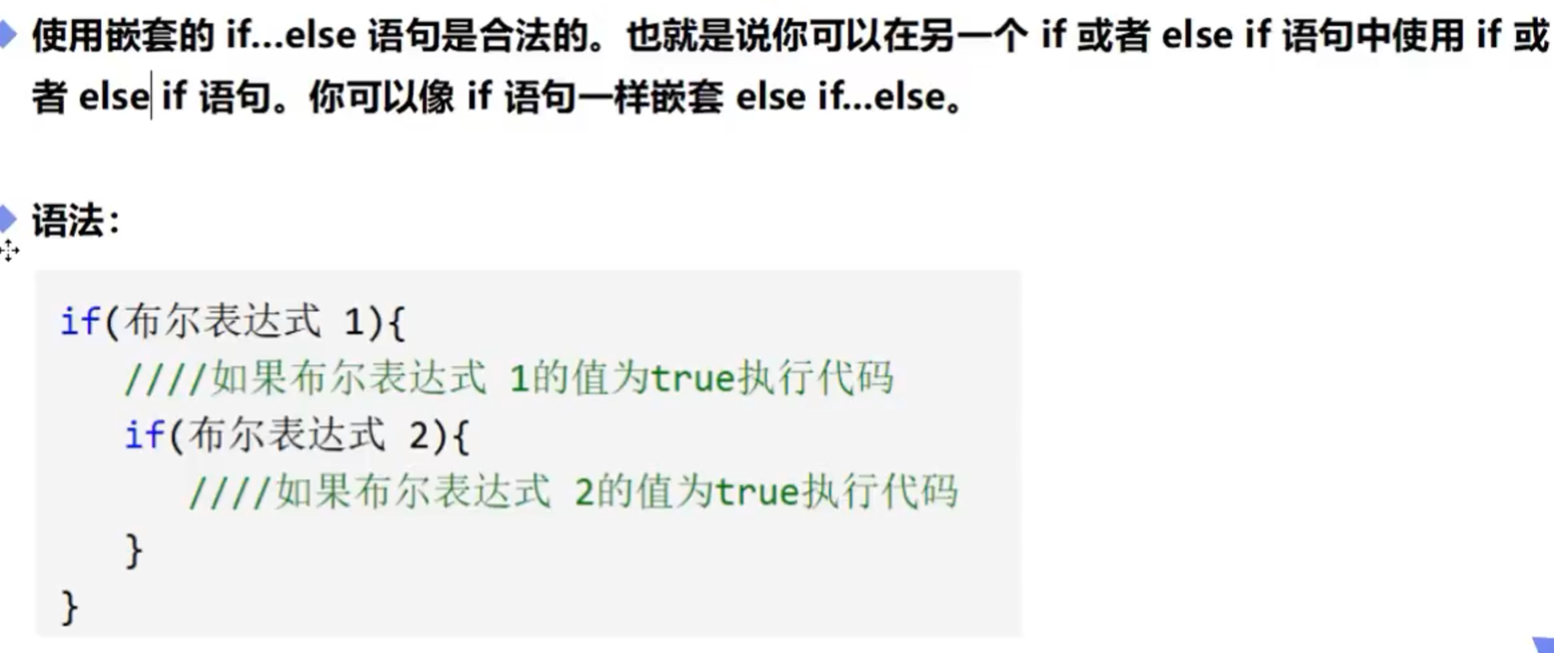 使用嵌套的 if...else 语句是合法的。也就是说你可以在另一个 if 或者 else if 语句中使用 if 或
者 else if 语句。你可以像 if 语句一样嵌套 else if...else。
语法：
if(布尔表达式 1){
////如果布尔表达式 1的值为true执行代码
if(布尔表达式 2){
////如果布尔表达式 2的值为true执行代码
}
}